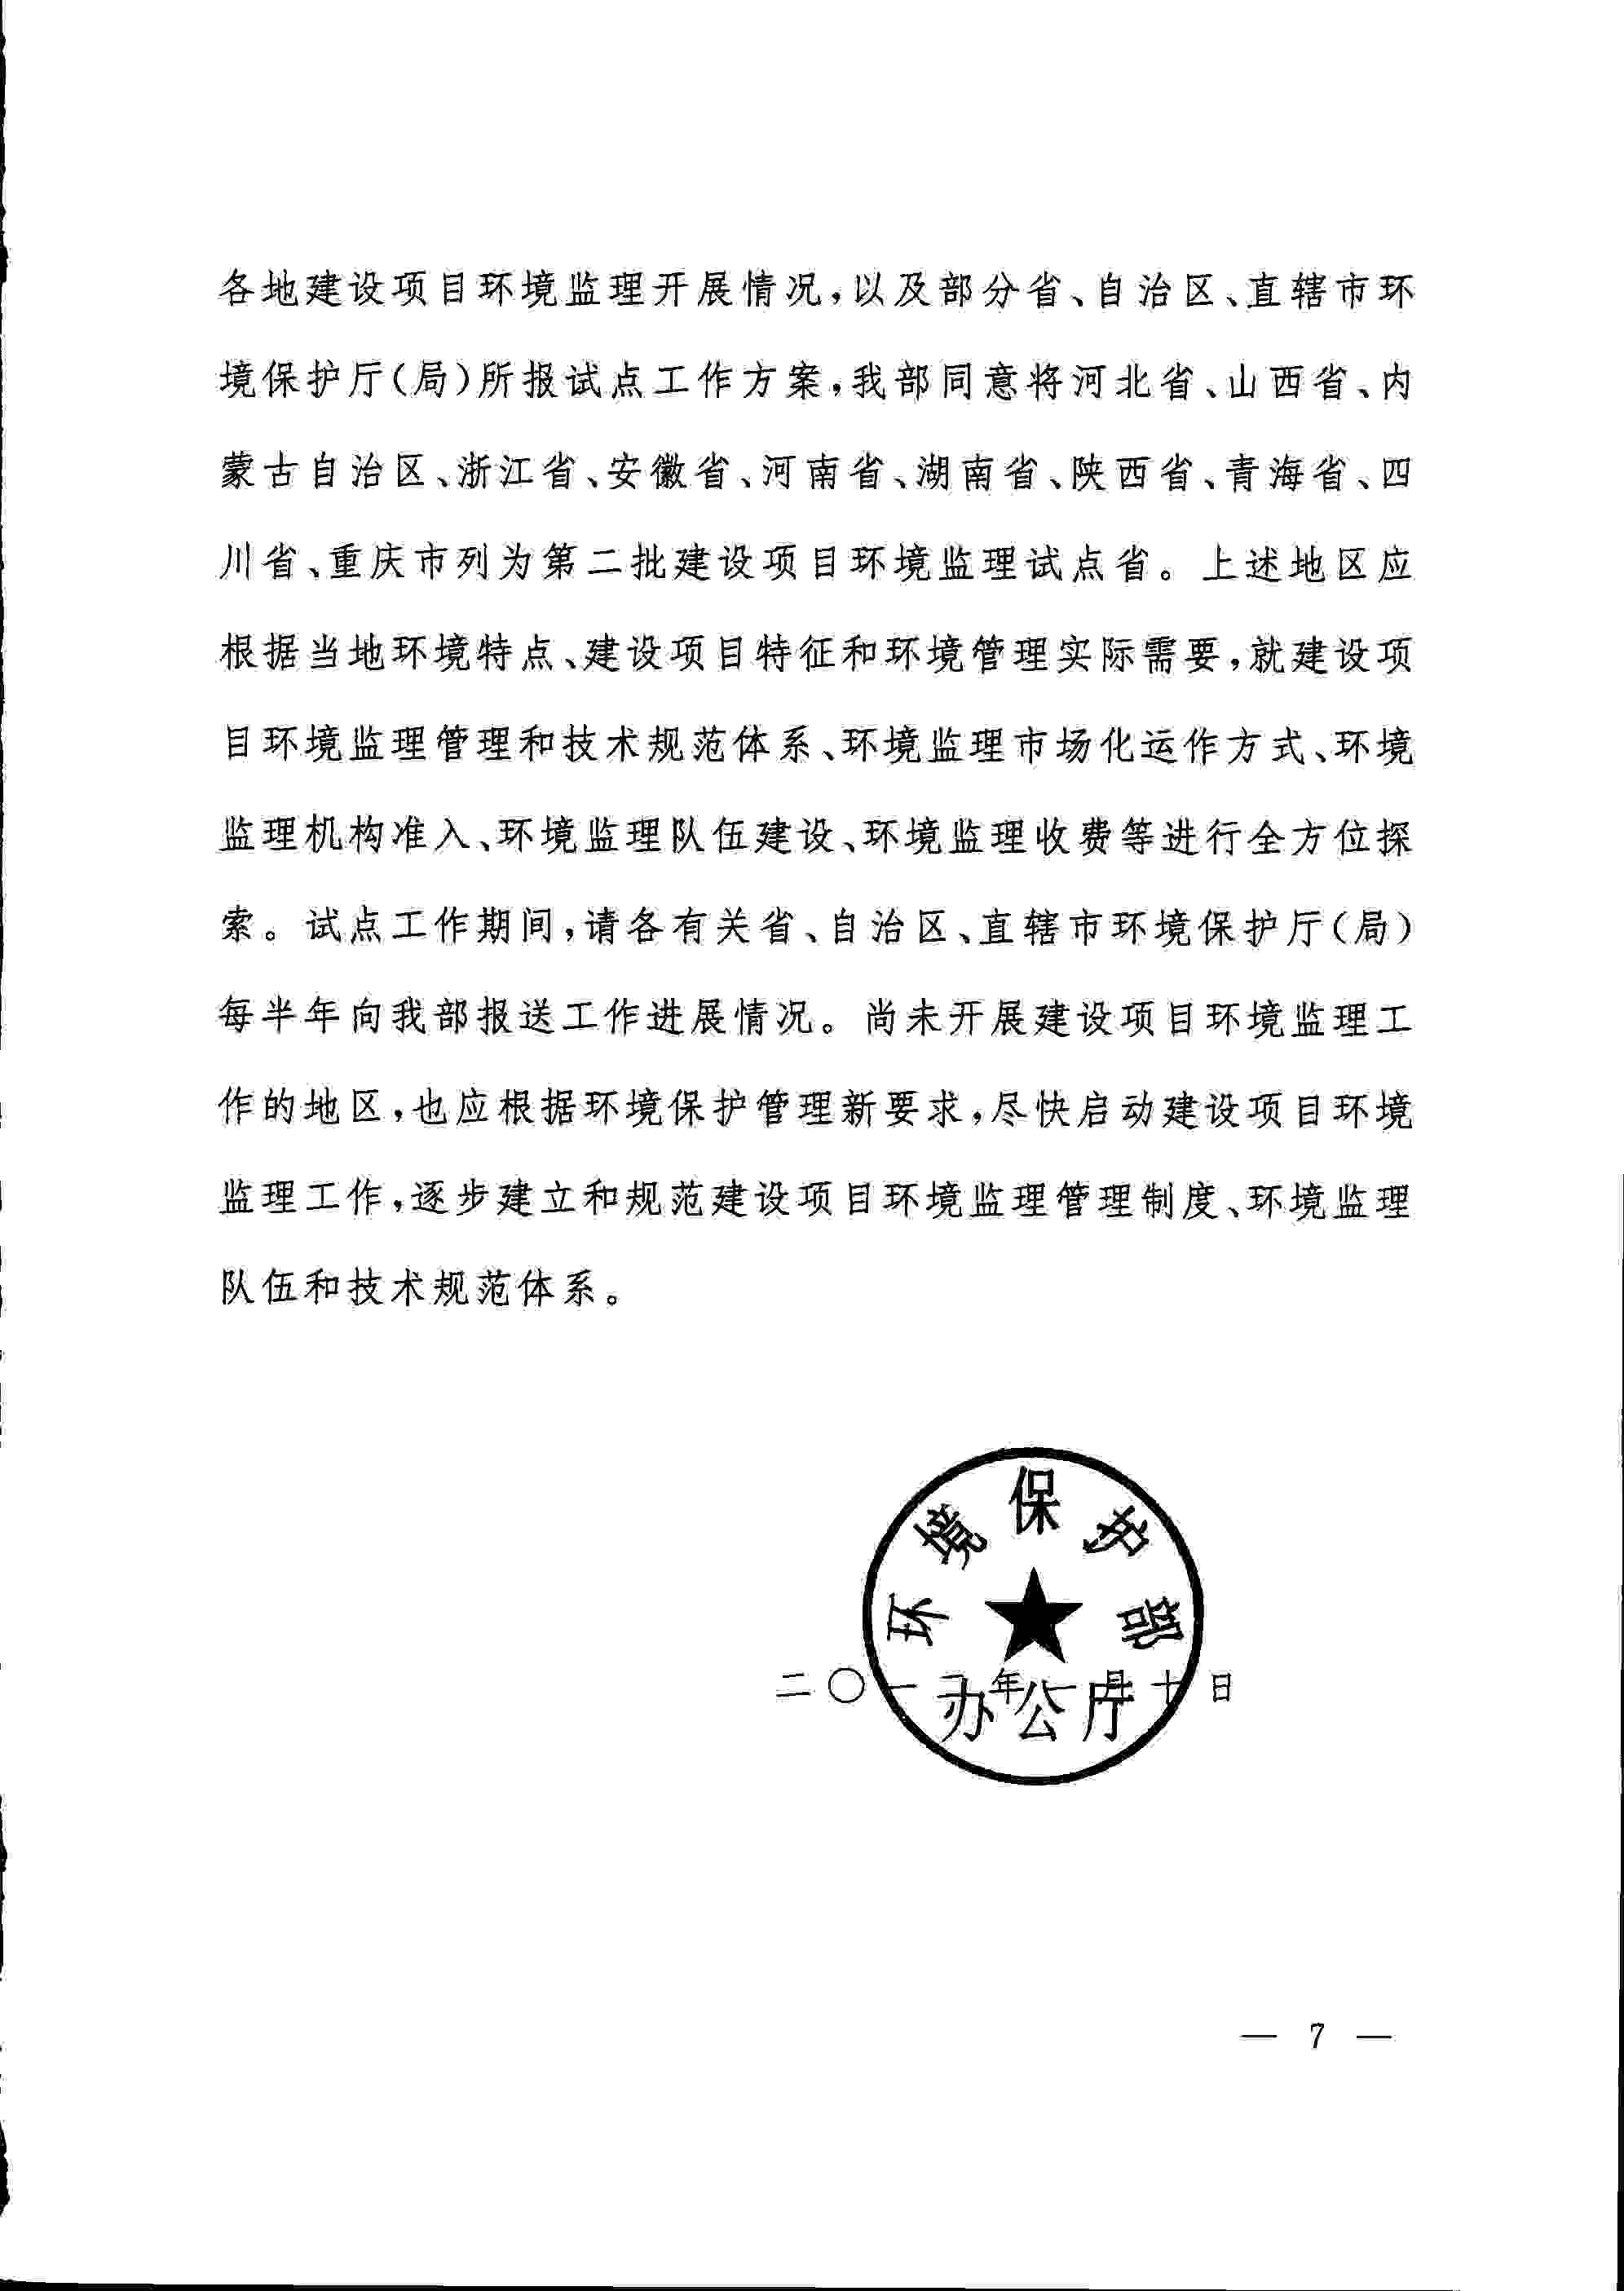 各地建设项目环境监理开展情况,以及部分省、自治区、直辖市环
境保护厅(局)所报试点工作方案,我部同意将河北省、山西省、内
蒙古自治区、浙江省、安徽省、河南省、湖南省、陕西省、青海省、四
川省、重庆市列为第二批建设项目环境监理试点省。上述地区应
根据当地环境特点、建设项目特征和环境管理实际需要,就建设项
目环境监理管理和技术规范体系、环境监理市场化运作方式、环境
监理机构准入、环境监理队伍建设、环境监理收费等进行全方位探
索。试点工作期间,请各有关省、自治区、直辖市环境保护厅(局)
每半年向我部报送工作进展情况。尚未开展建设项目环境监理工
作的地区,也应根据环境保护管理新要求,尽快启动建设项目环境
监理工作,逐步建立和规范建设项目环境监理管理制度、环境监理
队伍和技术规范体系。
环境保护部
二〇一二年一月十日
办公厅
— 7 —